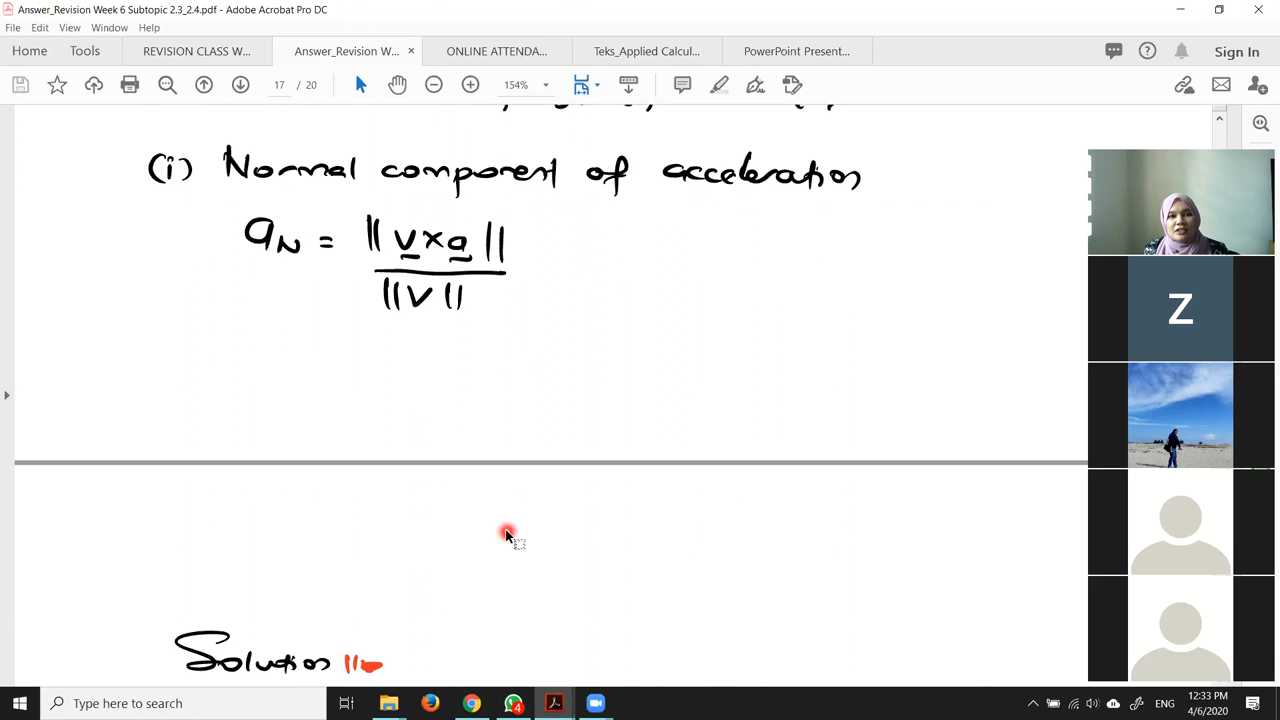 Answer_Revision Week 6 Subtopic 2.3_2.4.pdf - Adobe Acrobat Pro DC
File Edit View Window Help
Home Tools REVISION CLASS W... Answer_Revision W... × ONLINE ATTENDA... Teks_Applied Calcul... PowerPoint Present... Sign In
17 / 20 154%
(i) Normal component of acceleration
aN = ||v×a||
||v||
Z
Solution
Type here to search
4
ENG
12:33 PM
4/6/2020